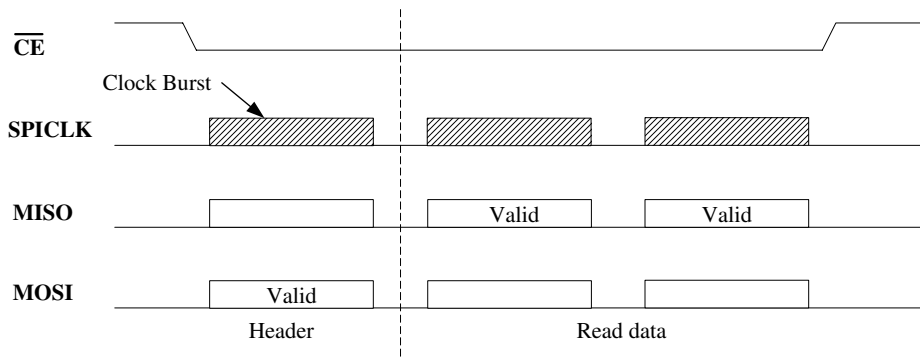 CE
Clock Burst
SPICLK
MISO
Valid
Valid
MOSI
Valid
Header
Read data